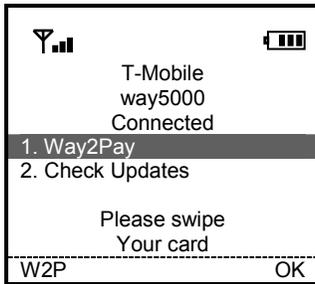 T-Mobile
way5000
Connected
1. Way2Pay
2. Check Updates
Please swipe
Your card
W2P OK